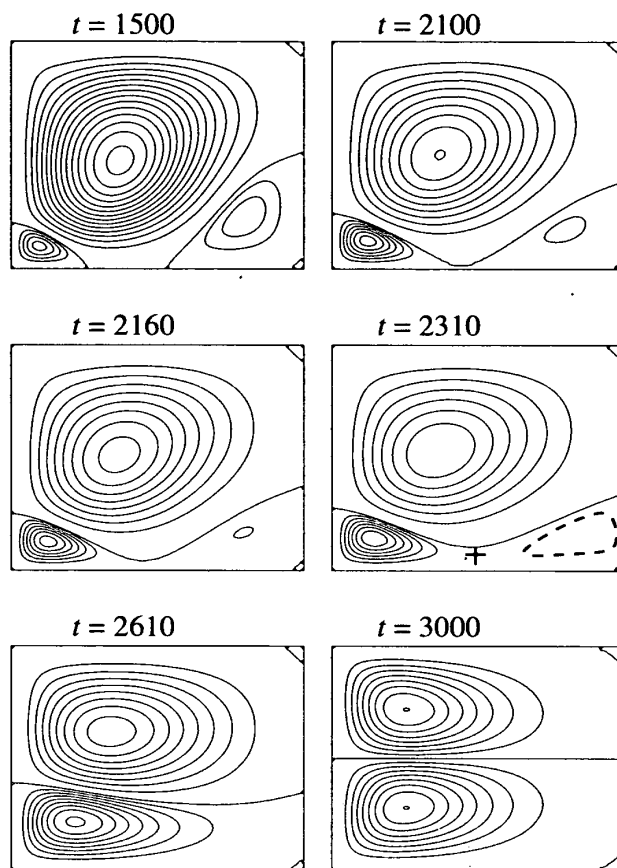 t = 1500
t = 2100
t = 2160
t = 2310
+
t = 2610
t = 3000